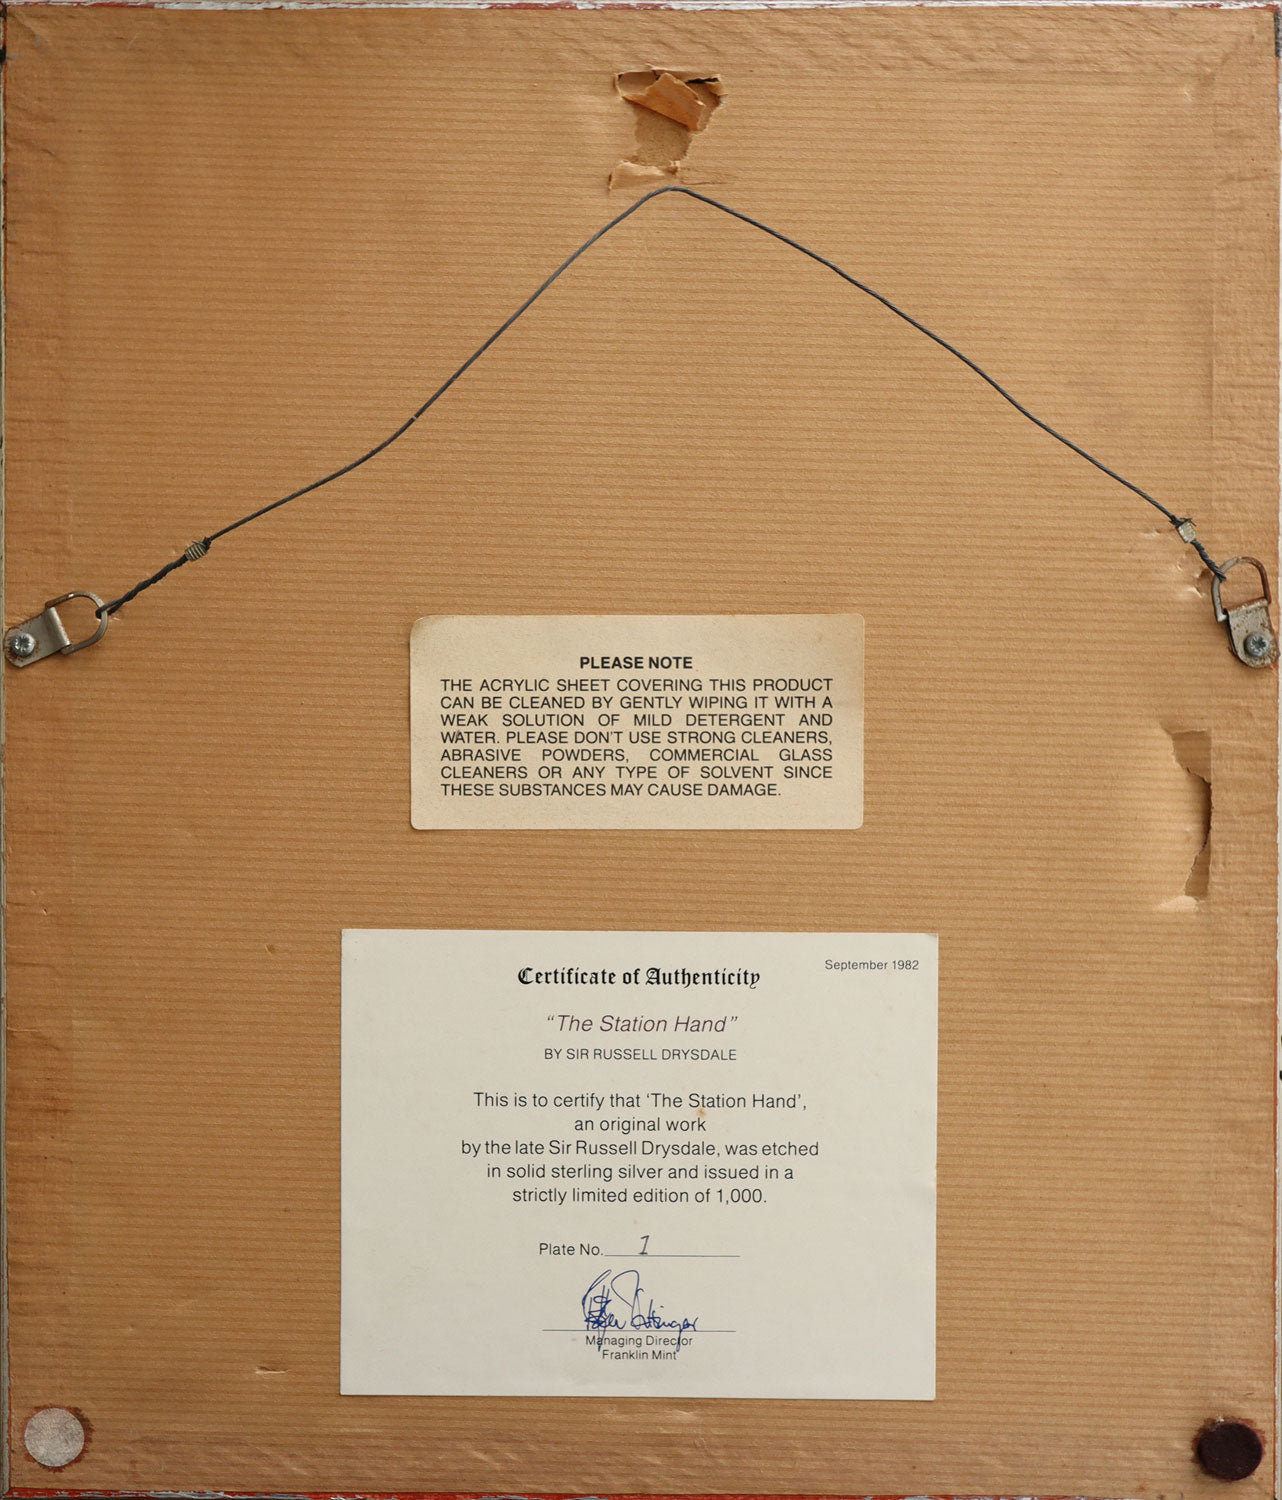 PLEASE NOTE
THE ACRYLIC SHEET COVERING THIS PRODUCT
CAN BE CLEANED BY GENTLY WIPING IT WITH A
WEAK SOLUTION OF MILD DETERGENT AND
WATER. PLEASE DON'T USE STRONG CLEANERS,
ABRASIVE POWDERS, COMMERCIAL GLASS
CLEANERS OR ANY TYPE OF SOLVENT SINCE
THESE SUBSTANCES MAY CAUSE DAMAGE.
September 1982
Certificate of Authenticity
“The Station Hand”
BY SIR RUSSELL DRYSDALE
This is to certify that ‘The Station Hand’,
an original work
by the late Sir Russell Drysdale, was etched
in solid sterling silver and issued in a
strictly limited edition of 1,000.
Plate No. 1
Managing Director
Franklin Mint